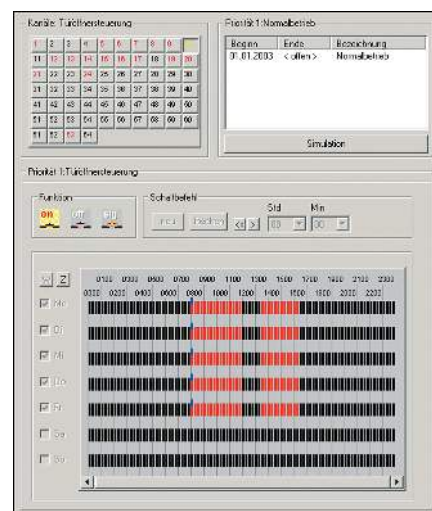 Kanäle: Türöffnersteuerung
1 2 3 4 5 6 7 8 9
11 12 13 14 15 16 17 18 19 20
21 22 23 24 25 26 27 28 29 30
31 32 33 34 35 36 37 38 39 40
41 42 43 44 45 46 47 48 49 50
51 52 53 54 55 56 57 58 59 60
61 62 63 64
Priorität 1:Normalbetrieb
Beginn Ende Bezeichnung
01.01.2003 < offen > Normalbetrieb
Simulation
Priorität 1:Türöffnersteuerung
Funktion
On Off
Schaltbefehl
neu löschen << > Std 00 Min 00
Z
0100 0300 0500 0700 0900 1100 1300 1500 1700 1900 2100 2300
0000 0200 0400 0600 0800 1000 1200 1400 1600 1800 2000 2200
Mo
Di
Mi
Do
Fr
Sa
So